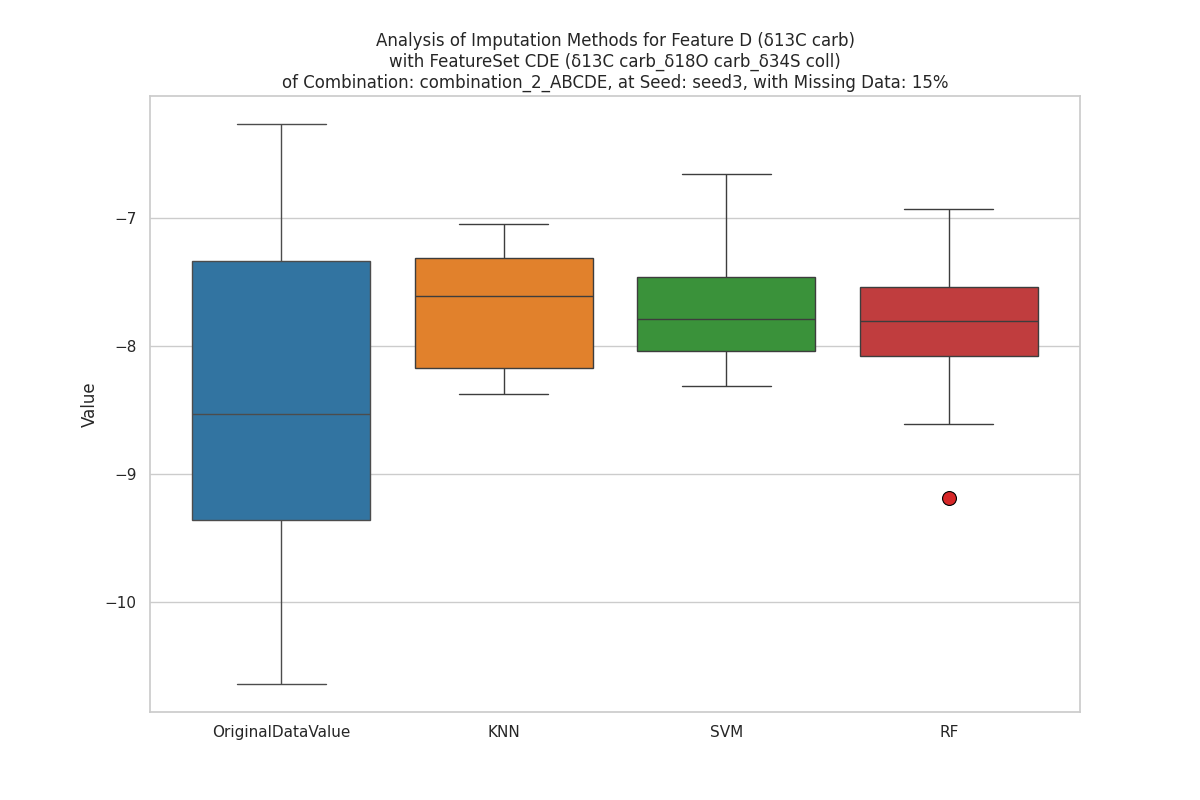 Analysis of Imputation Methods for Feature D (δ13C carb)
with FeatureSet CDE (δ13C carb_δ18O carb_δ34S coll)
of Combination: combination_2_ABCDE, at Seed: seed3, with Missing Data: 15%
Value
−7
−8
−9
−10
OriginalDataValue
KNN
SVM
RF